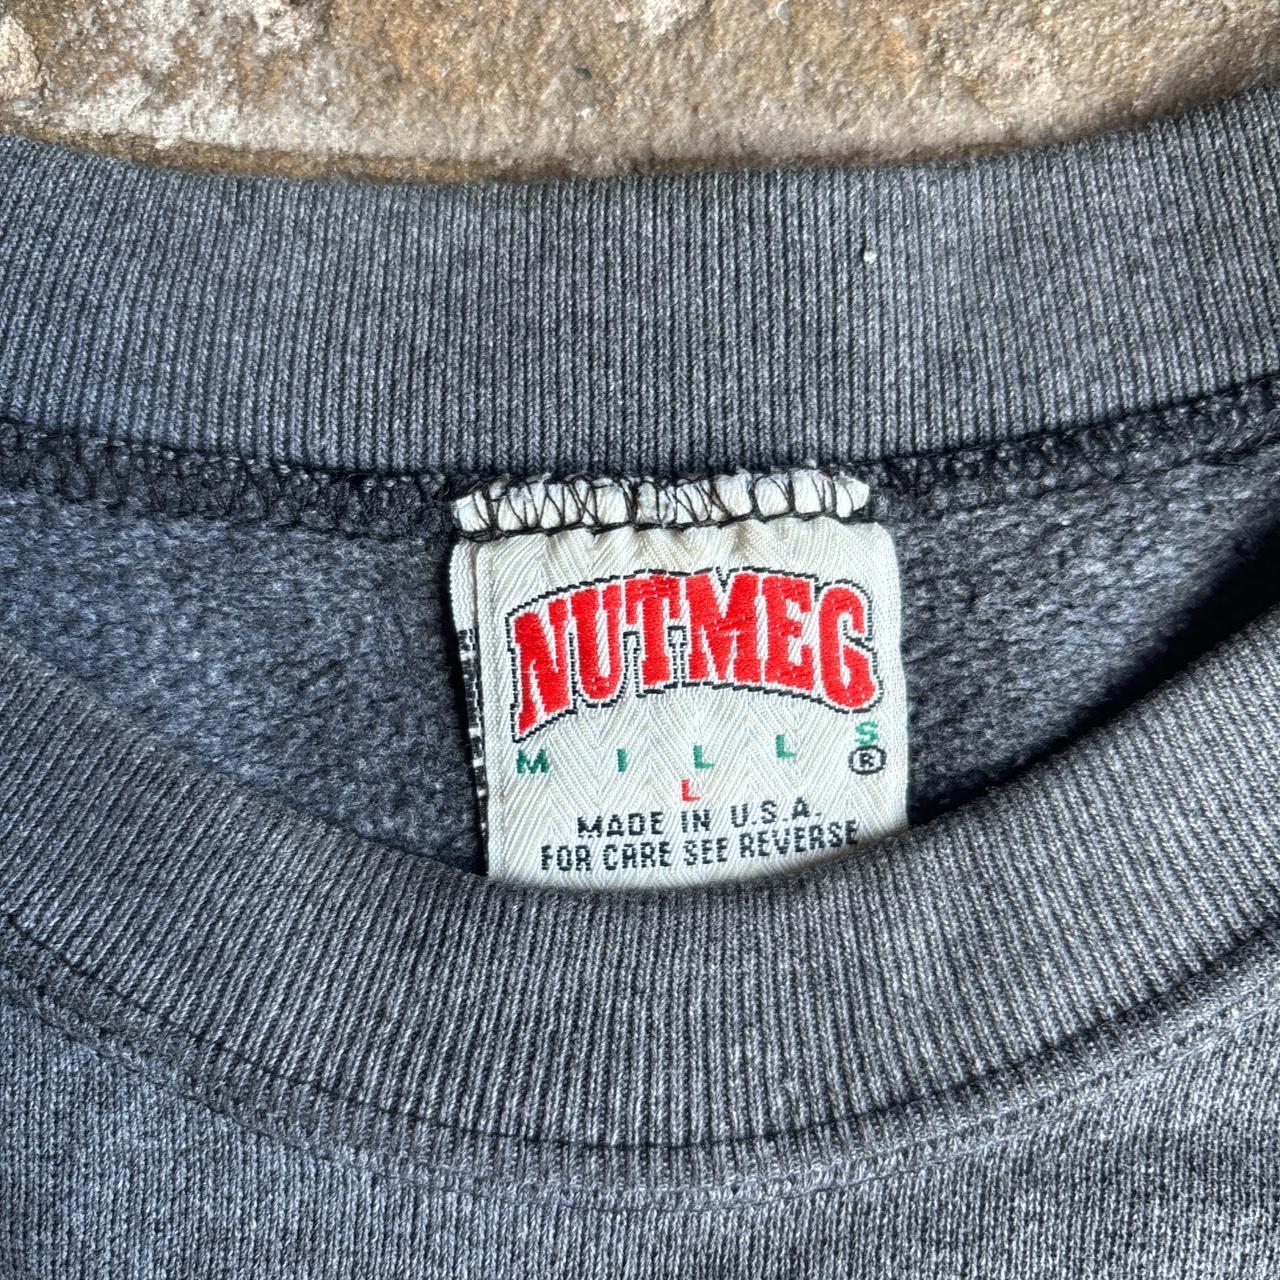 NUTMEG
MILLS ®
L
MADE IN U.S.A.
FOR CARE SEE REVERSE